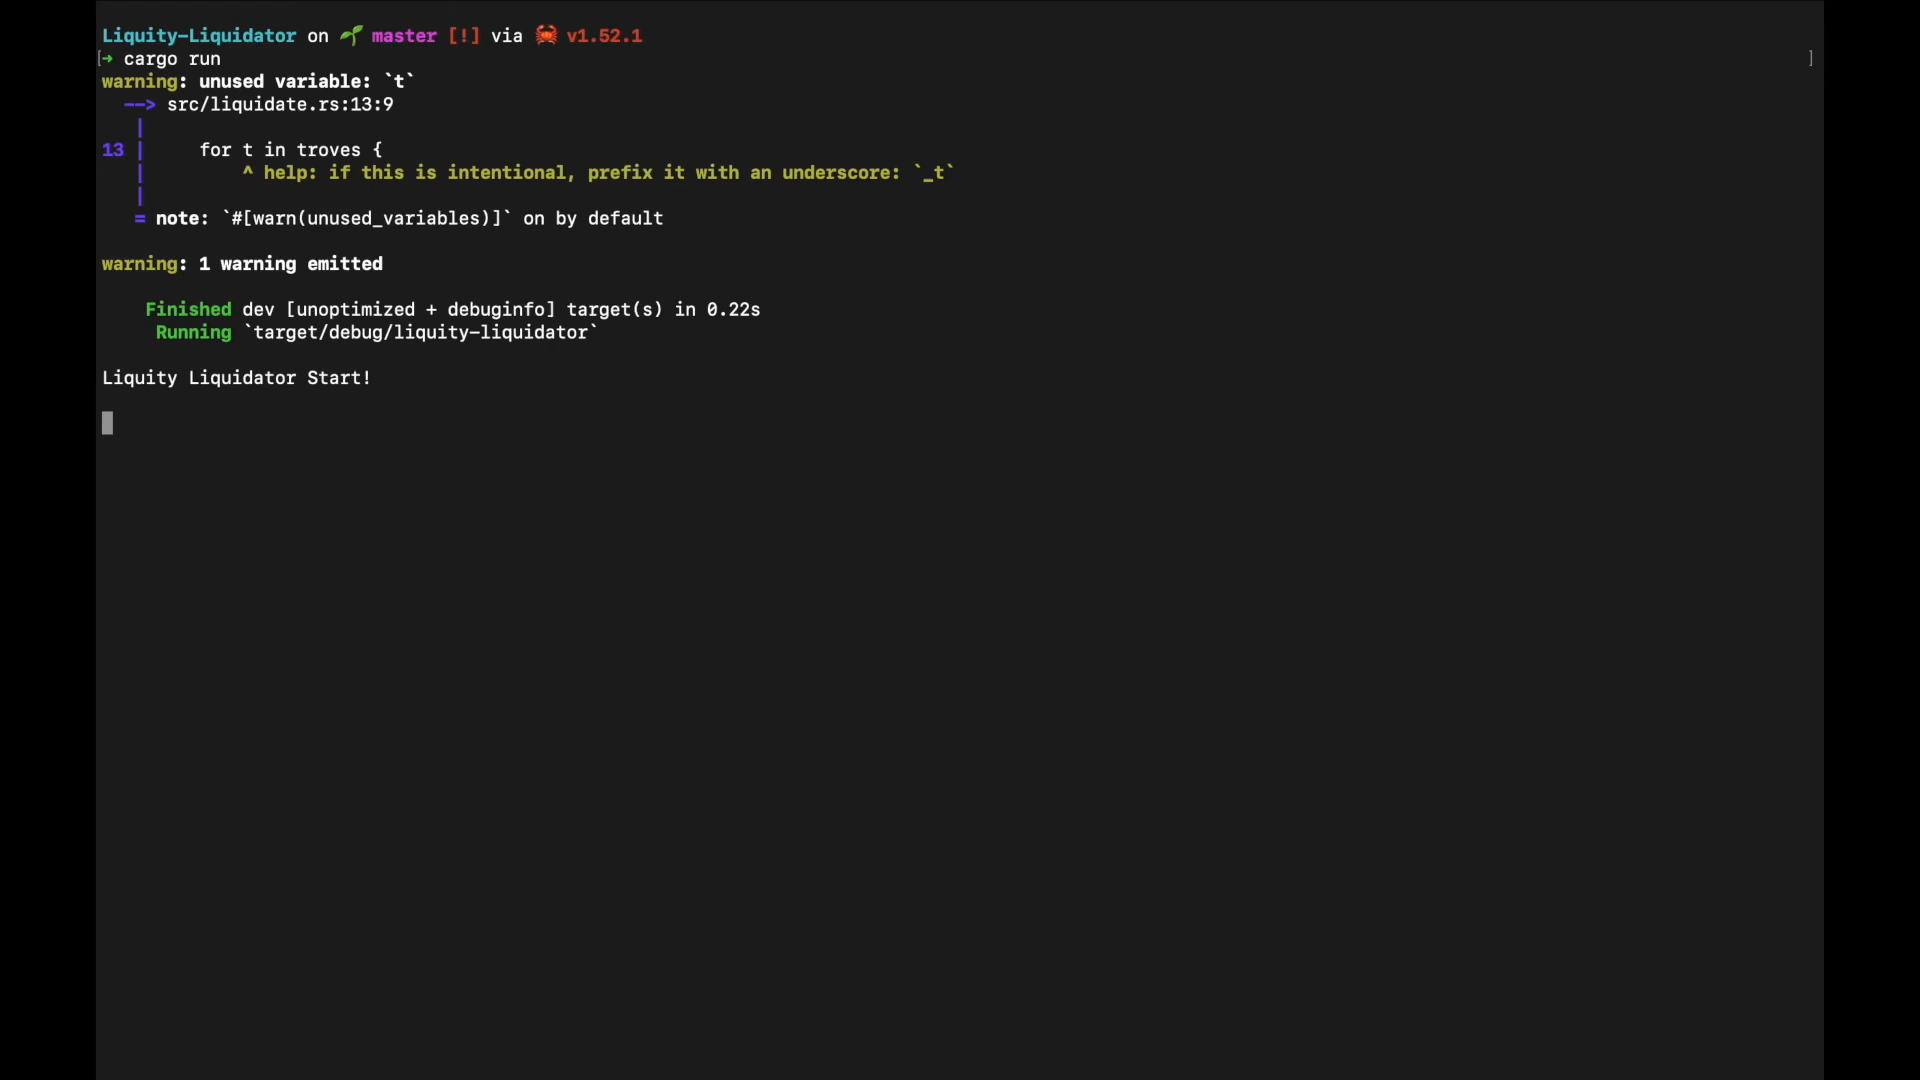 Liquity-Liquidator on 🌱 master [!] via 🦀 v1.52.1
[➜ cargo run ]
warning: unused variable: `t`
--> src/liquidate.rs:13:9
|
13 | for t in troves {
| ^ help: if this is intentional, prefix it with an underscore: `_t`
|
= note: `#[warn(unused_variables)]` on by default
warning: 1 warning emitted
Finished dev [unoptimized + debuginfo] target(s) in 0.22s
Running `target/debug/liquity-liquidator`
Liquity Liquidator Start!